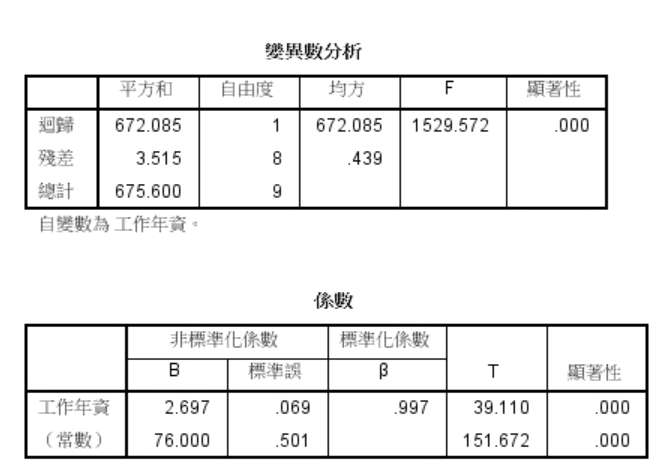 變異數分析
平方和 自由度 均方 F 顯著性
迴歸 672.085 1 672.085 1529.572 .000
殘差 3.515 8 .439
總計 675.600 9
自變數為 工作年資。
係數
非標準化係數 標準化係數
B 標準誤 β T 顯著性
工作年資 2.697 .069 .997 39.110 .000
（常數） 76.000 .501 151.672 .000